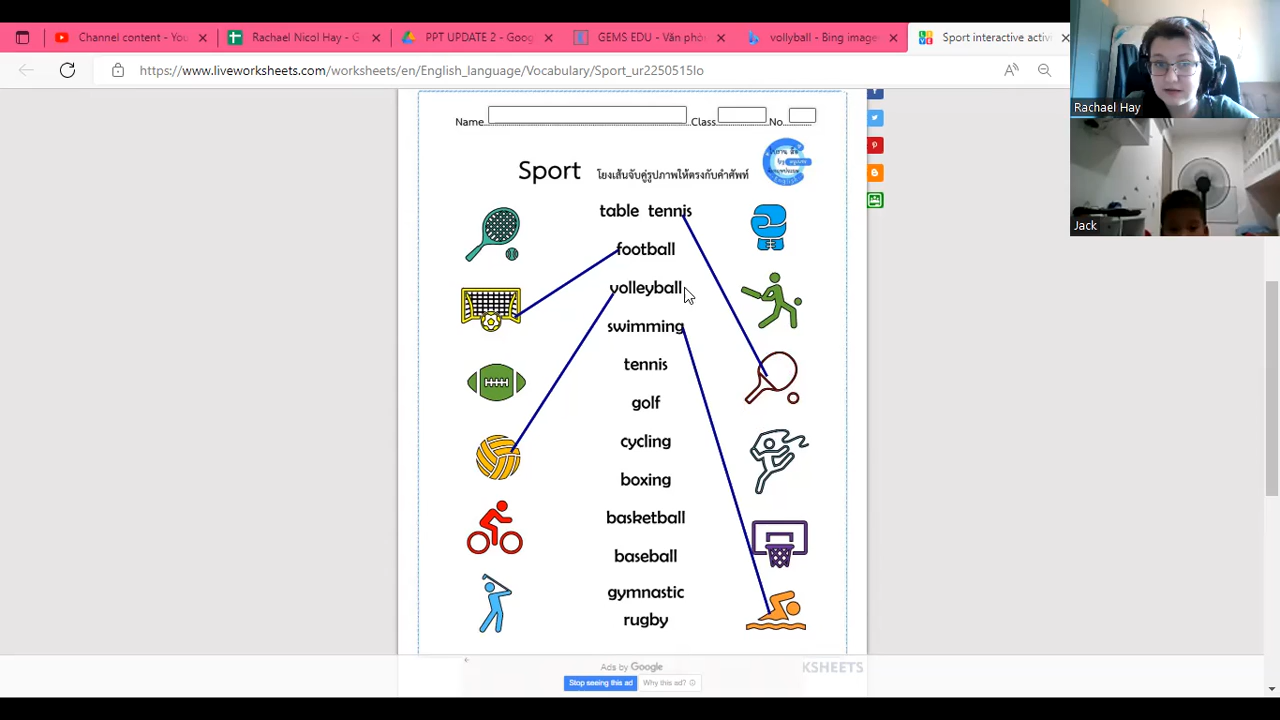 Channel content - You
Rachael Nicol Hay - G
PPT UPDATE 2 - Goog
GEMS EDU - Văn phò
vollyball - Bing image
Sport interactive activi
https://www.liveworksheets.com/worksheets/en/English_language/Vocabulary/Sport_ur2250515lo
Rachael Hay
Jack
Name
Class
No.
Sport
โยงเส้นจับคู่รูปภาพให้ตรงกับคำศัพท์
table tennis
football
volleyball
swimming
tennis
golf
cycling
boxing
basketball
baseball
gymnastic
rugby
Ads by Google
Stop seeing this ad
Why this ad?
KSHEETS